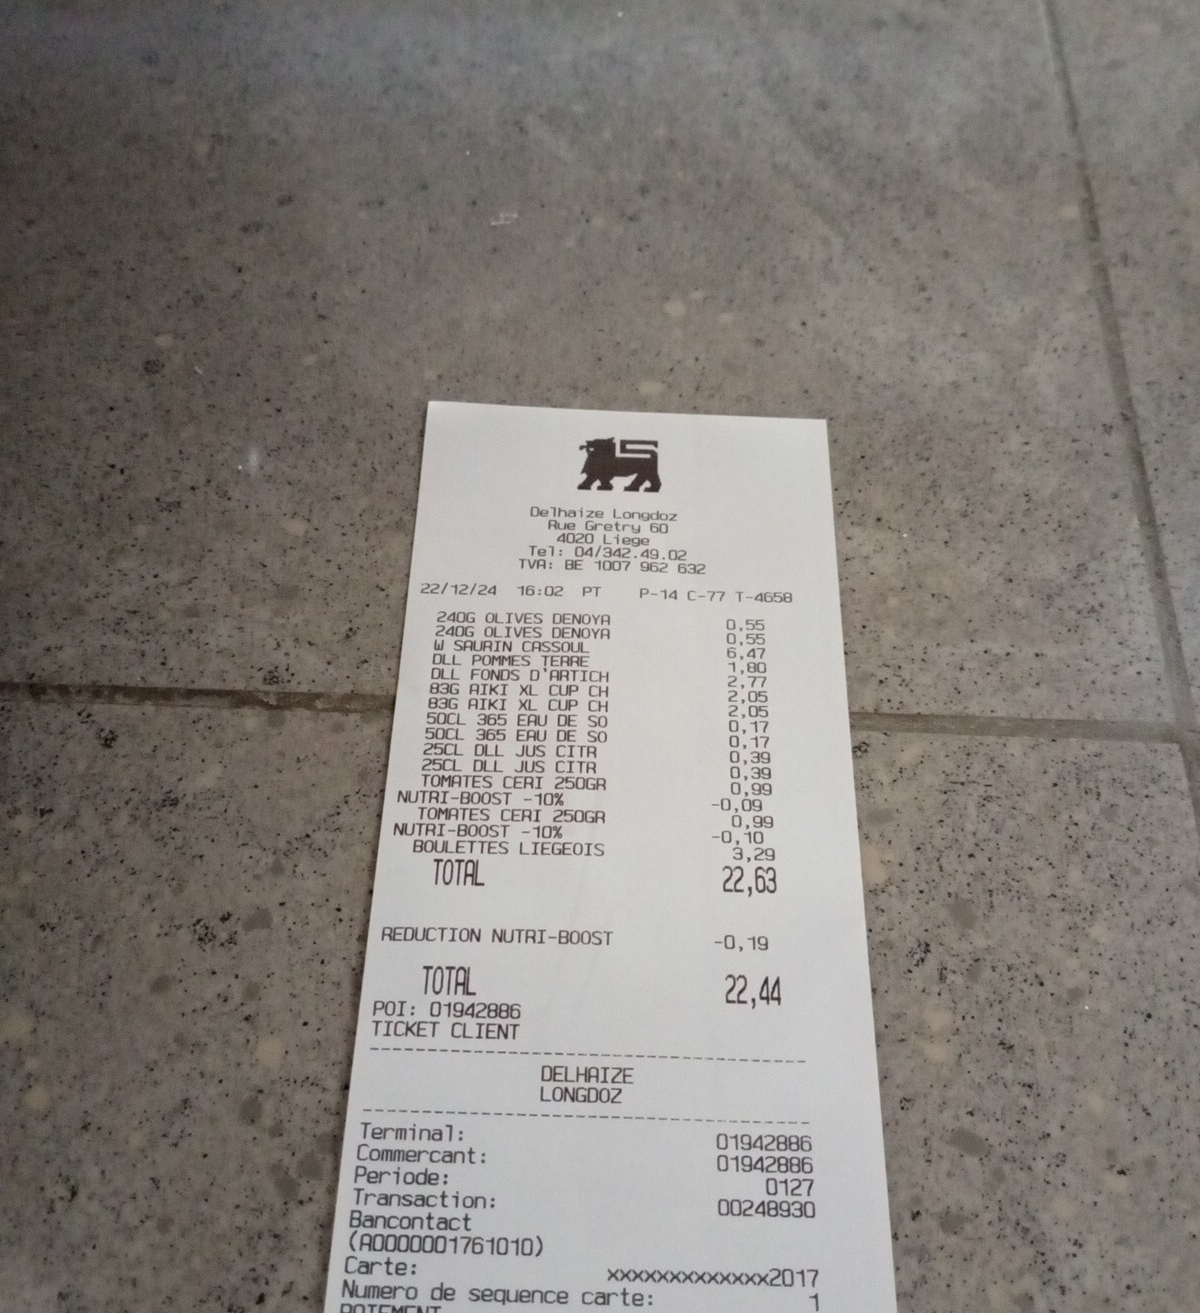 Delhaize Longdoz
Rue Gretry 60
4020 Liege
Tel: 04/342.49.02
TVA: BE 1007 962 632
22/12/24 16:02 PT P-14 C-77 T-4658
240G OLIVES DENOYA 0,55
240G OLIVES DENOYA 0,55
W SAURIN CASSOUL 6,47
DLL POMMES TERRE 1,80
DLL FONDS D'ARTICH 2,77
83G AIKI XL CUP CH 2,05
83G AIKI XL CUP CH 2,05
50CL 365 EAU DE SO 0,17
50CL 365 EAU DE SO 0,17
25CL DLL JUS CITR 0,39
25CL DLL JUS CITR 0,39
TOMATES CERI 250GR 0,99
NUTRI-BOOST -10% -0,09
TOMATES CERI 250GR 0,99
NUTRI-BOOST -10% -0,10
BOULETTES LIEGEOIS 3,29
TOTAL 22,63
REDUCTION NUTRI-BOOST -0,19
TOTAL 22,44
POI: 01942886
TICKET CLIENT
DELHAIZE
LONGDOZ
Terminal: 01942886
Commercant: 01942886
Periode: 0127
Transaction: 00248930
Bancontact
(A0000001761010)
Carte: xxxxxxxxxxxxx2017
Numero de sequence carte: 1